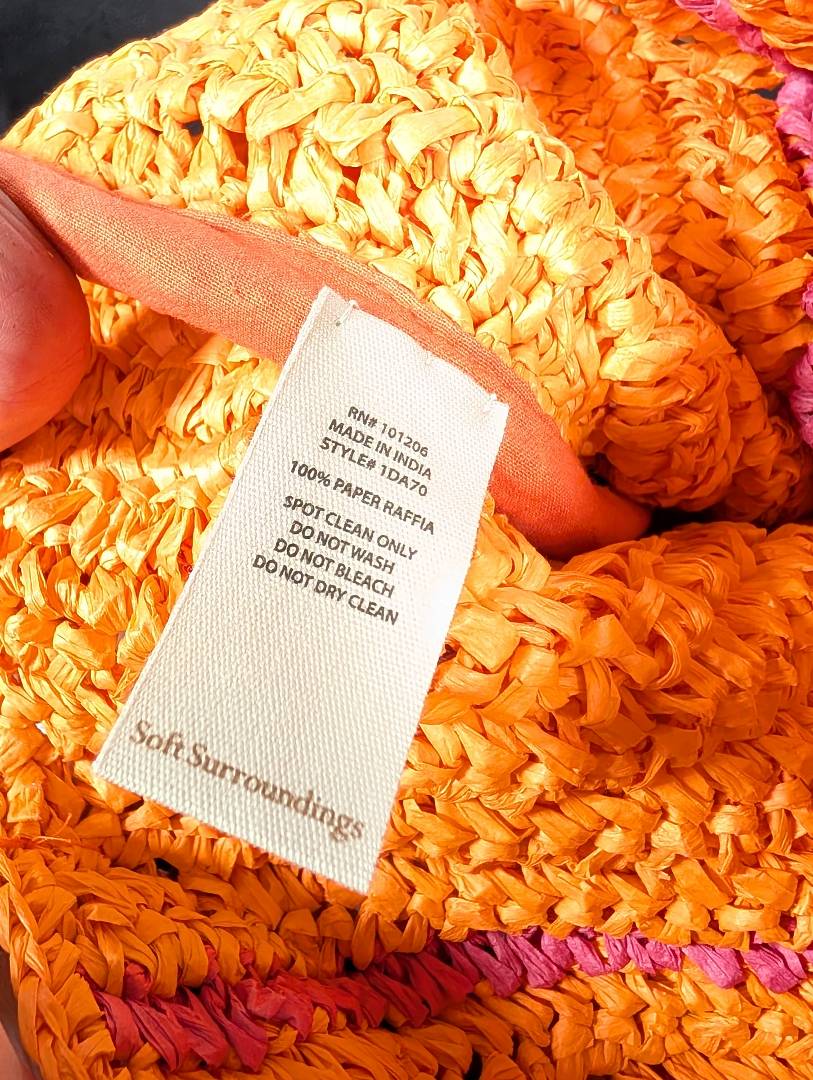 RN# 101206
MADE IN INDIA
STYLE# 1DA70
100% PAPER RAFFIA
SPOT CLEAN ONLY
DO NOT WASH
DO NOT BLEACH
DO NOT DRY CLEAN
Soft Surroundings